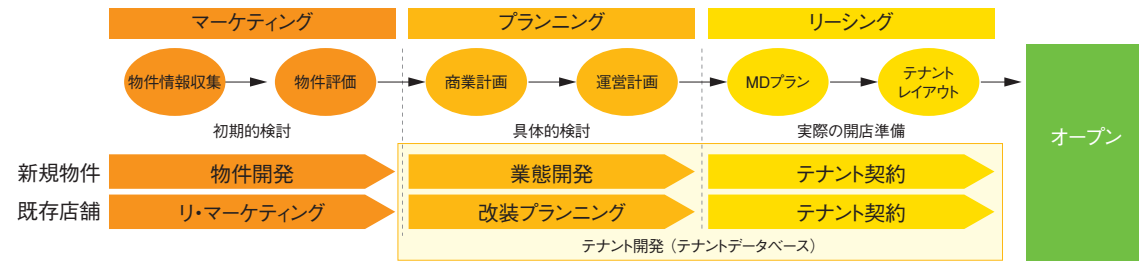 マーケティング
プランニング
リーシング
物件情報収集
物件評価
商業計画
運営計画
MDプラン
テナント
レイアウト
オープン
初期的検討
具体的検討
実際の開店準備
新規物件
物件開発
業態開発
テナント契約
既存店舗
リ・マーケティング
改装プランニング
テナント契約
テナント開発（テナントデータベース）